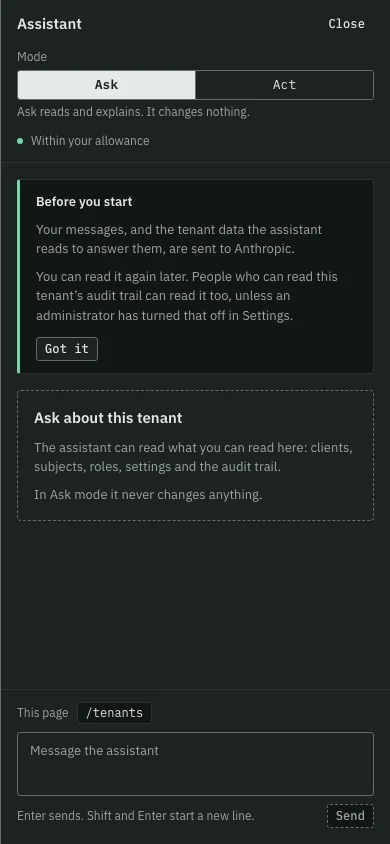 Assistant
Close
Mode
Ask
Act
Ask reads and explains. It changes nothing.
Within your allowance
Before you start
Your messages, and the tenant data the assistant
reads to answer them, are sent to Anthropic.
You can read it again later. People who can read this
tenant’s audit trail can read it too, unless an
administrator has turned that off in Settings.
Got it
Ask about this tenant
The assistant can read what you can read here: clients,
subjects, roles, settings and the audit trail.
In Ask mode it never changes anything.
This page
/tenants
Message the assistant
Enter sends. Shift and Enter start a new line.
Send